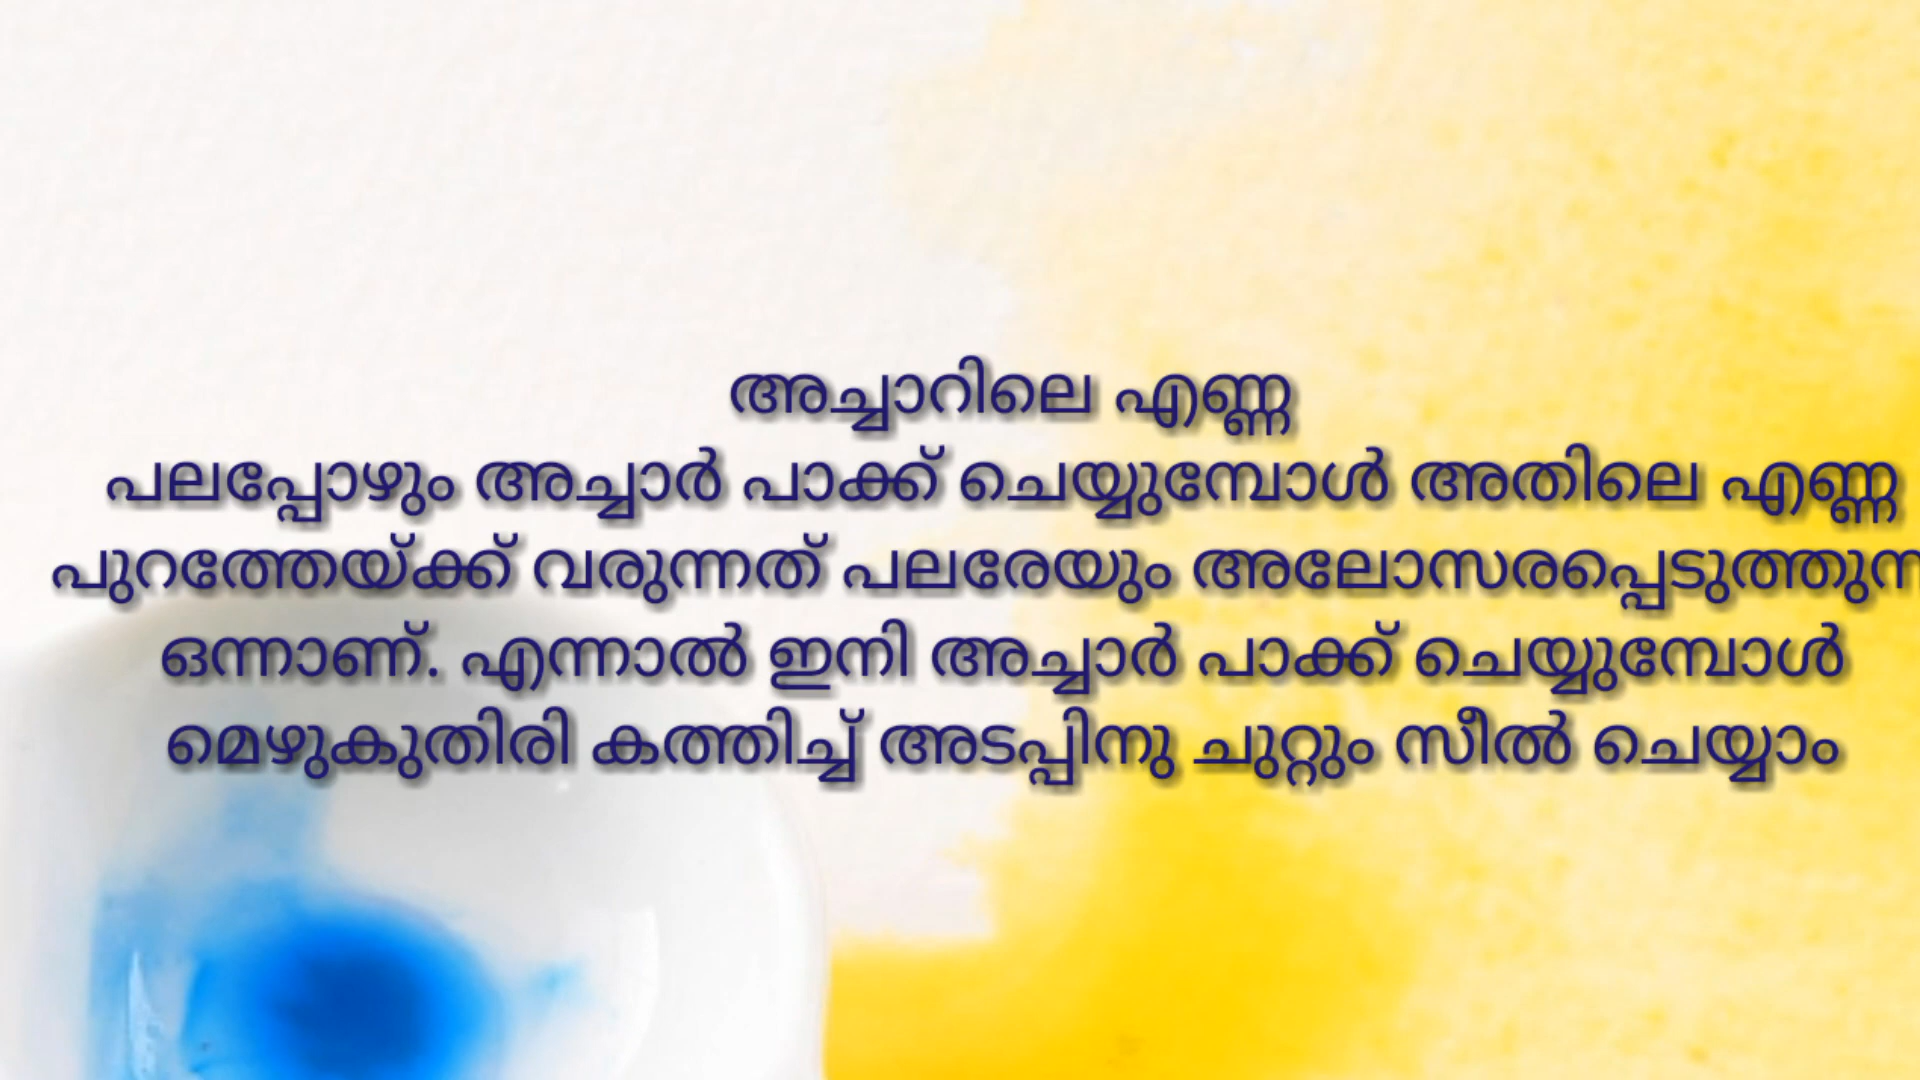 അച്ചാറിലെ എണ്ണ
പലപ്പോഴും അച്ചാർ പാക്ക് ചെയ്യുമ്പോൾ അതിലെ എണ്ണ
പുറത്തേയ്ക്ക് വരുന്നത് പലരേയും
ഒന്നാണ്. എന്നാൽ ഇനി അച്ചാർ പാക്ക് ചെയ്യുമ്പോൾ
മെഴുകുതിരി കത്തിച്ച് അടപ്പിനു ചുറ്റും സീൽ ചെയ്യാം